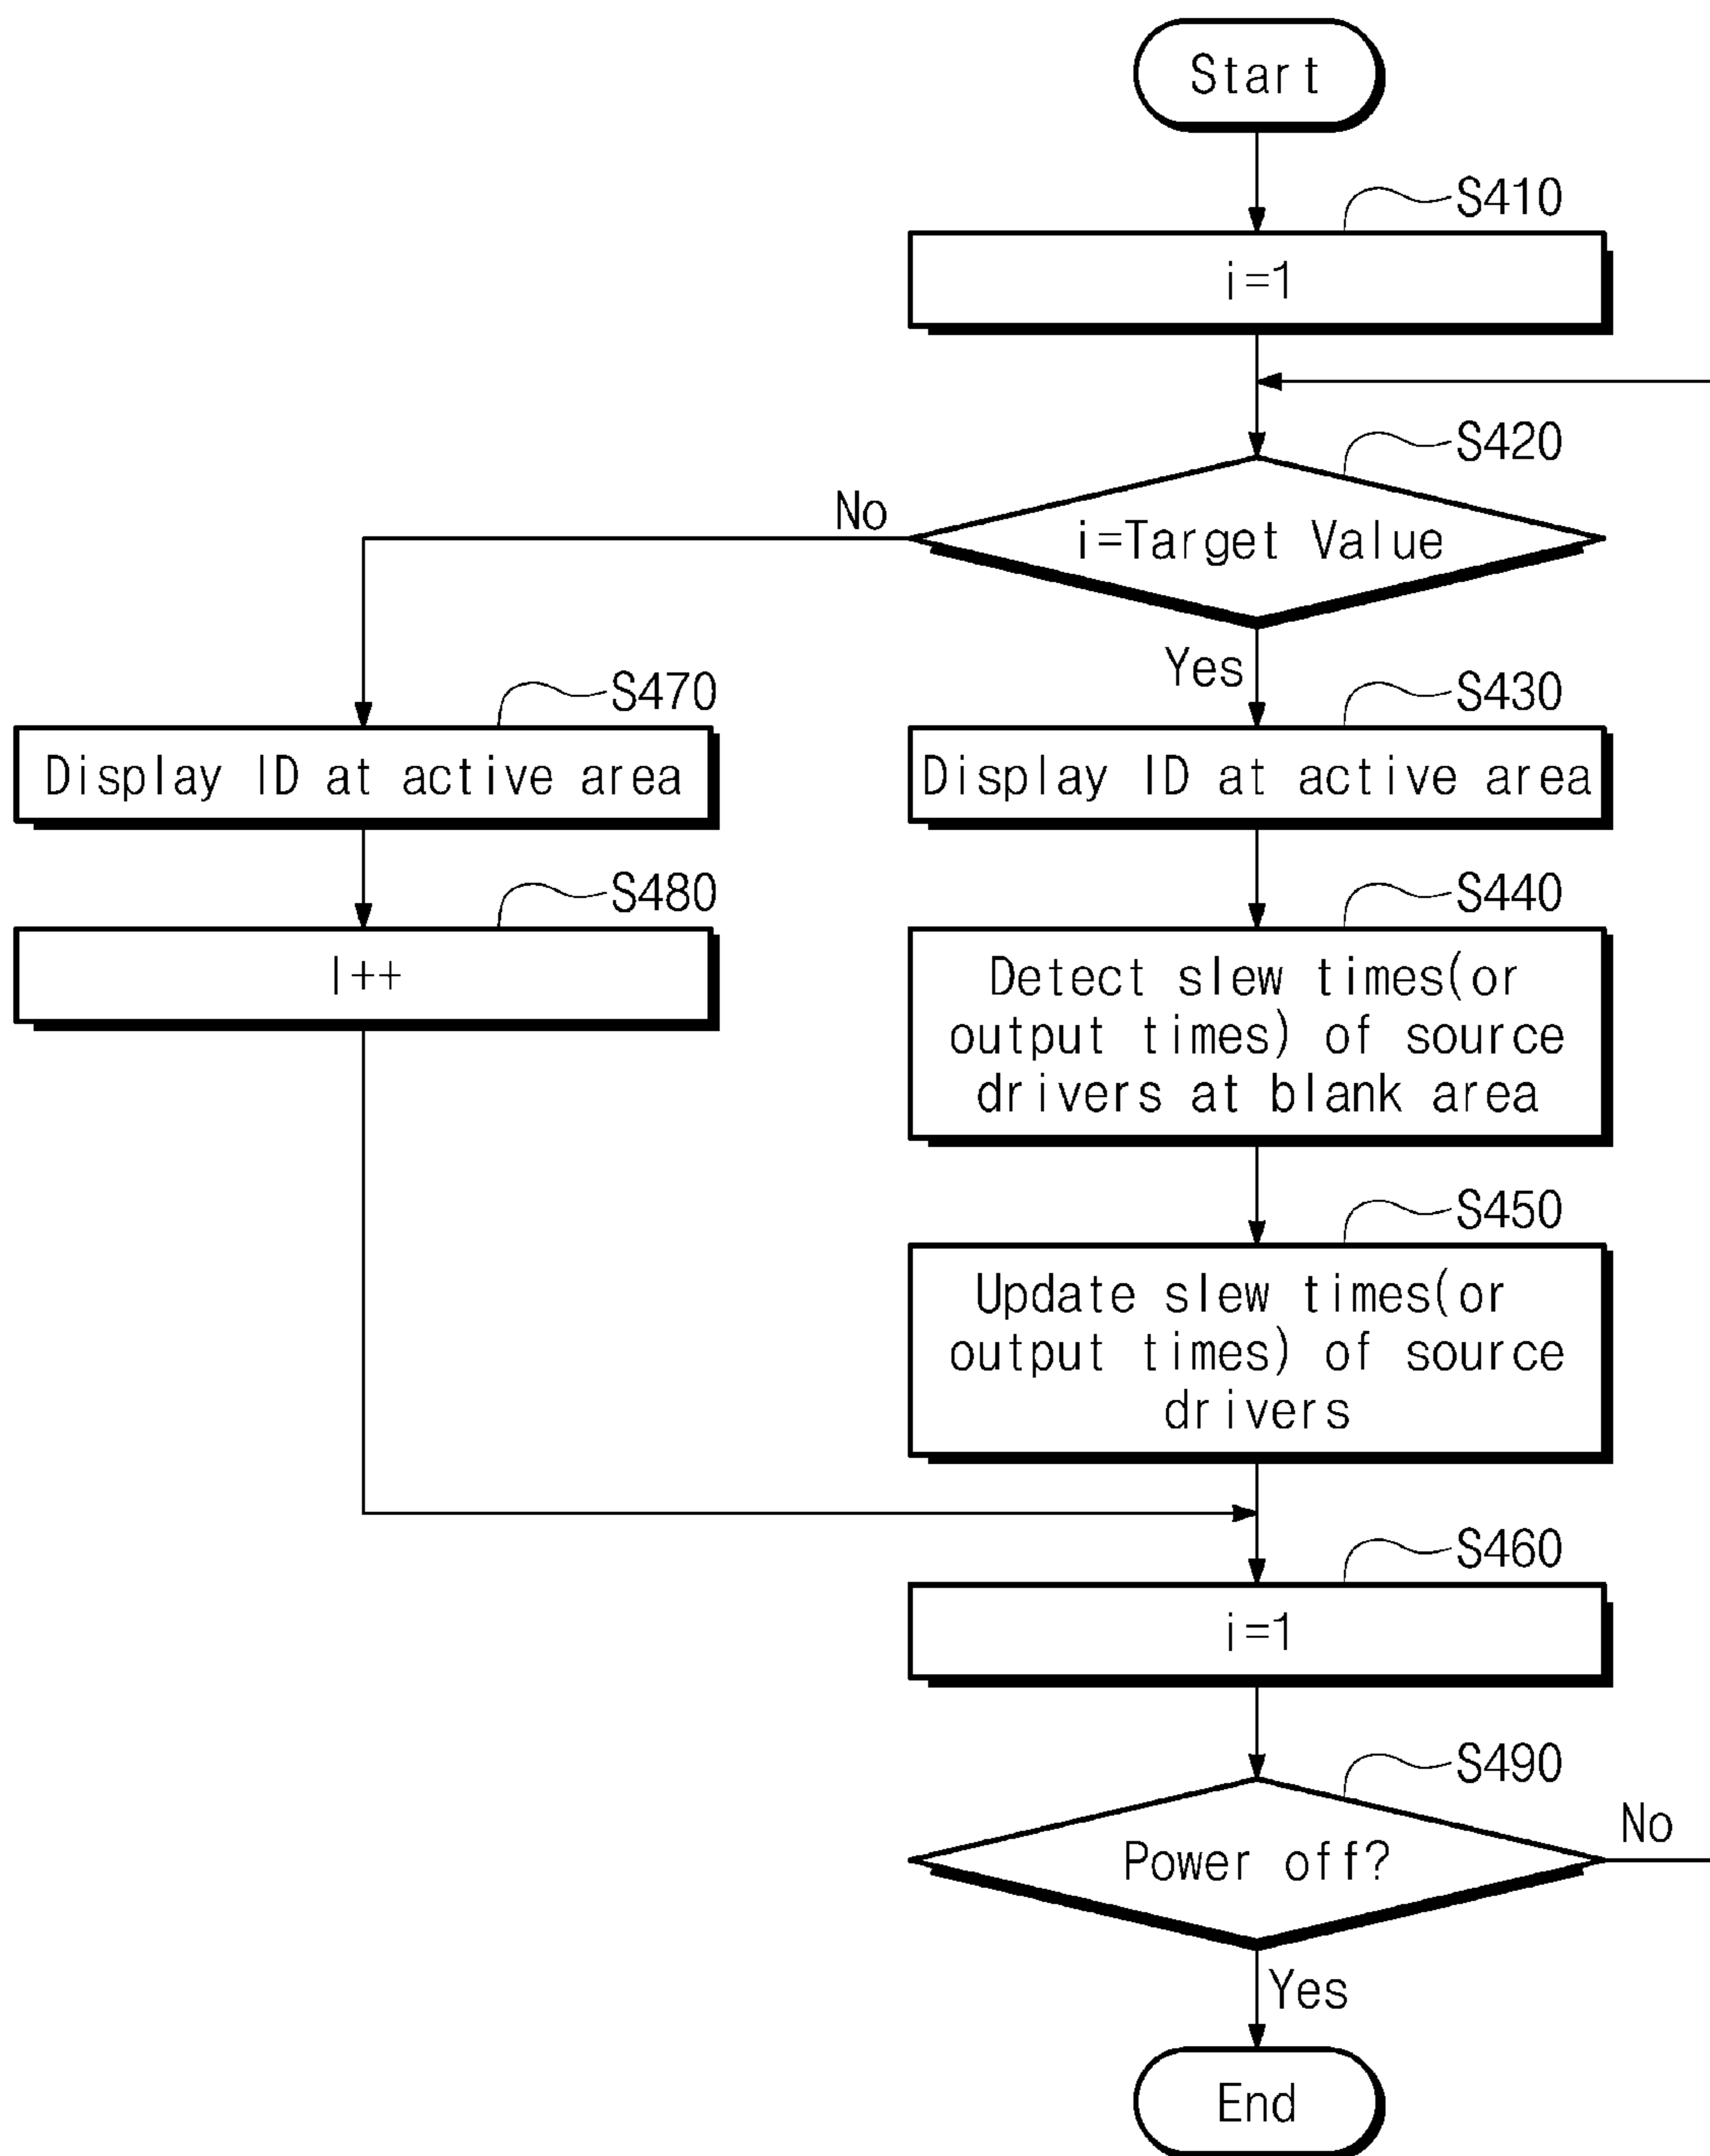 Start
S410
i=1
S420
i=Target Value
No
Yes
S470
Display ID at active area
S430
Display ID at active area
S480
I++
S440
Detect slew times(or
output times) of source
drivers at blank area
S450
Update slew times(or
output times) of source
drivers
S460
i=1
S490
Power off?
No
Yes
End